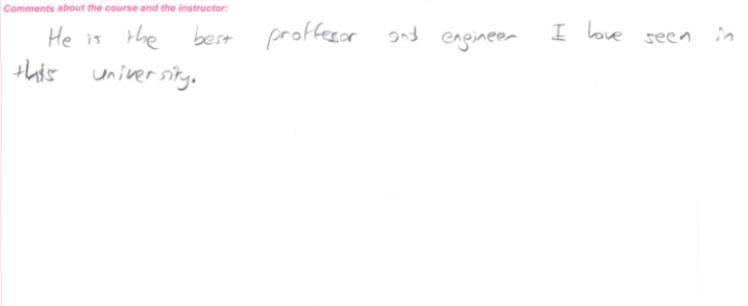 Comments about the course and the instructor:
He is the best proffesor and engineer I have seen in
this university.